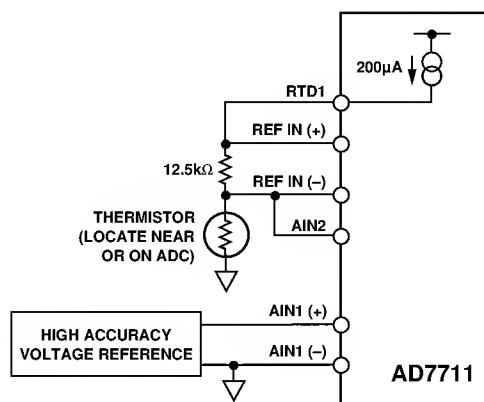 200μA
RTD1
REF IN (+)
12.5kΩ
REF IN (–)
THERMISTOR
(LOCATE NEAR
OR ON ADC)
AIN2
AIN1 (+)
HIGH ACCURACY
VOLTAGE REFERENCE
AIN1 (–)
AD7711